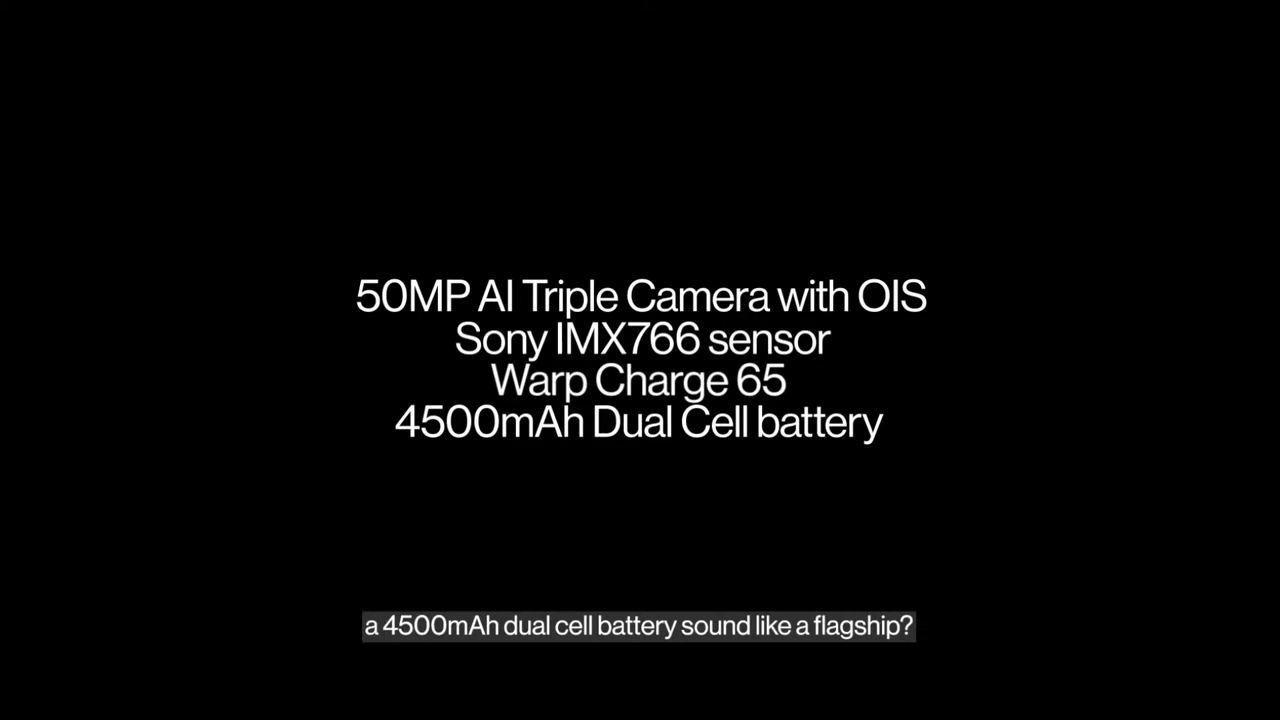 50MP AI Triple Camera with OIS
Sony IMX766 sensor
Warp Charge 65
4500mAh Dual Cell battery
a 4500mAh dual cell battery sound like a flagship?